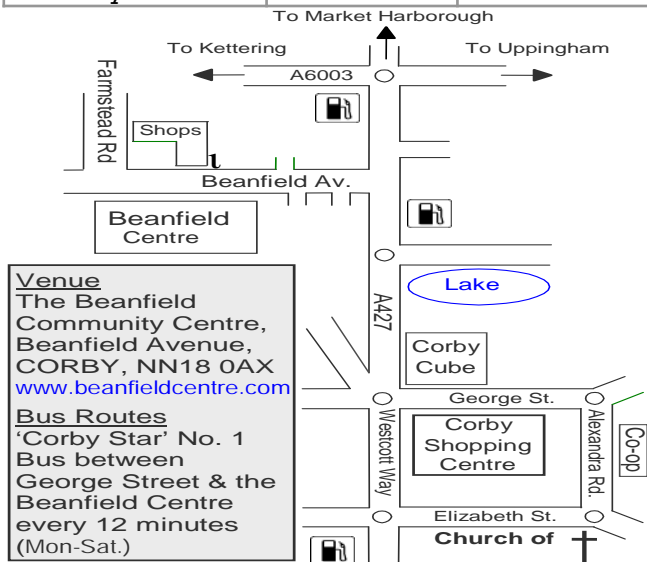 To Market Harborough
To Kettering
To Uppingham
A6003
Farmstead Rd
Shops
Beanfield Av.
Beanfield
Centre
Lake
A427
Venue
The Beanfield
Community Centre,
Beanfield Avenue,
CORBY, NN18 0AX
www.beanfieldcentre.com
Bus Routes
‘Corby Star’ No. 1
Bus between
George Street & the
Beanfield Centre
every 12 minutes
(Mon-Sat.)
Corby
Cube
George St.
Westcott Way
Corby
Shopping
Centre
Alexandra Rd.
Co-op
Elizabeth St.
Church of